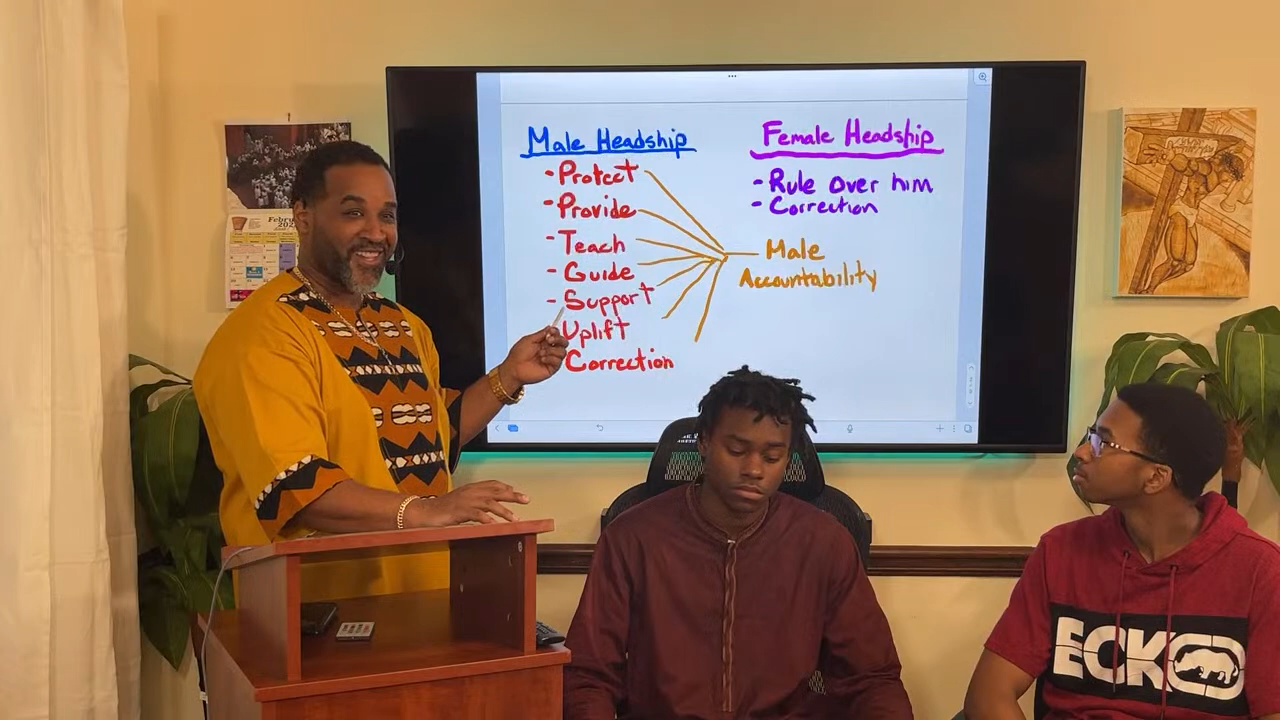 Male Headship
- Protect
- Provide
- Teach
- Guide
- Support
Uplift
Correction
Female Headship
- Rule over him
- Correction
Male
Accountability
ECKO